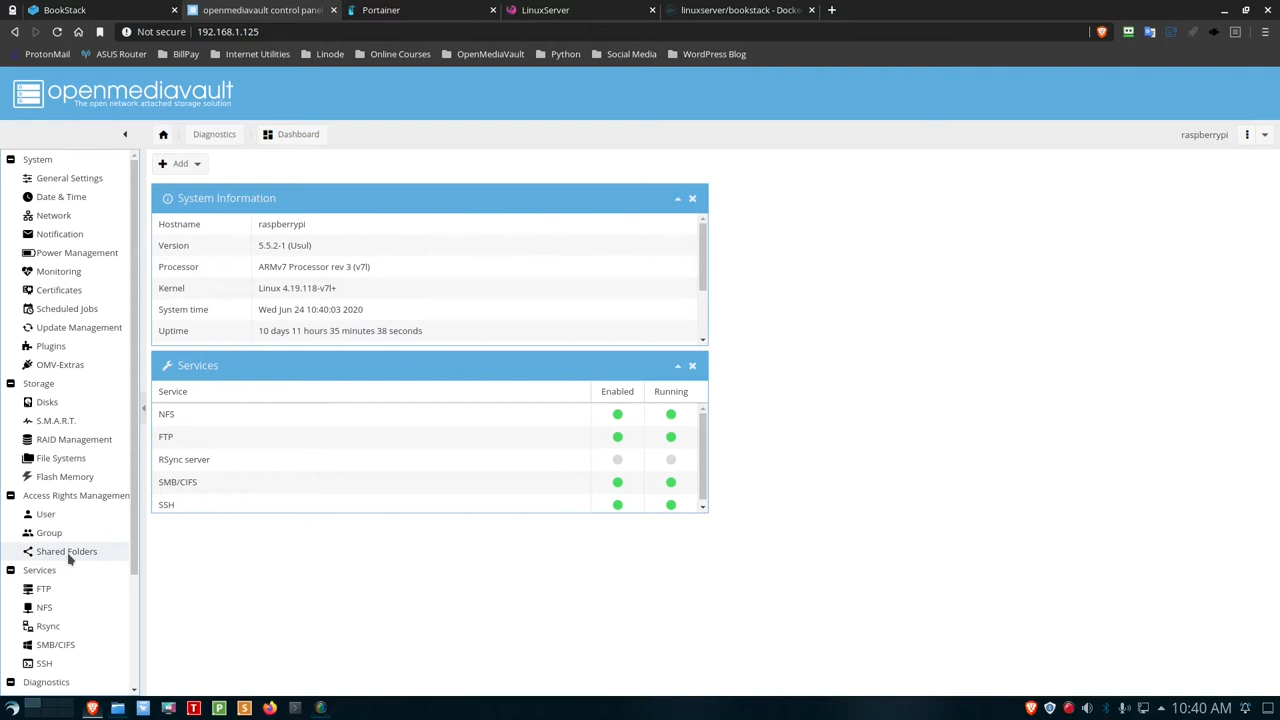 BookStack
openmediavault control pane
Portainer
LinuxServer
linuxserver/bookstack - Docke
Not secure
192.168.1.125
ProtonMail
ASUS Router
BillPay
Internet Utilities
Linode
Online Courses
OpenMediaVault
Python
Social Media
WordPress Blog
openmediavault
The open network attached storage solution
Diagnostics
Dashboard
raspberrypi
System
General Settings
Date & Time
Network
Notification
Power Management
Monitoring
Certificates
Scheduled Jobs
Update Management
Plugins
OMV-Extras
Storage
Disks
S.M.A.R.T.
RAID Management
File Systems
Flash Memory
Access Rights Managemen
User
Group
Shared Folders
Services
FTP
NFS
Rsync
SMB/CIFS
SSH
Diagnostics
Add
System Information
Hostname raspberrypi
Version 5.5.2-1 (Usul)
Processor ARMv7 Processor rev 3 (v7l)
Kernel Linux 4.19.118-v7l+
System time Wed Jun 24 10:40:03 2020
Uptime 10 days 11 hours 35 minutes 38 seconds
Services
Service Enabled Running
NFS
FTP
RSync server
SMB/CIFS
SSH
T
P
S
10:40 AM